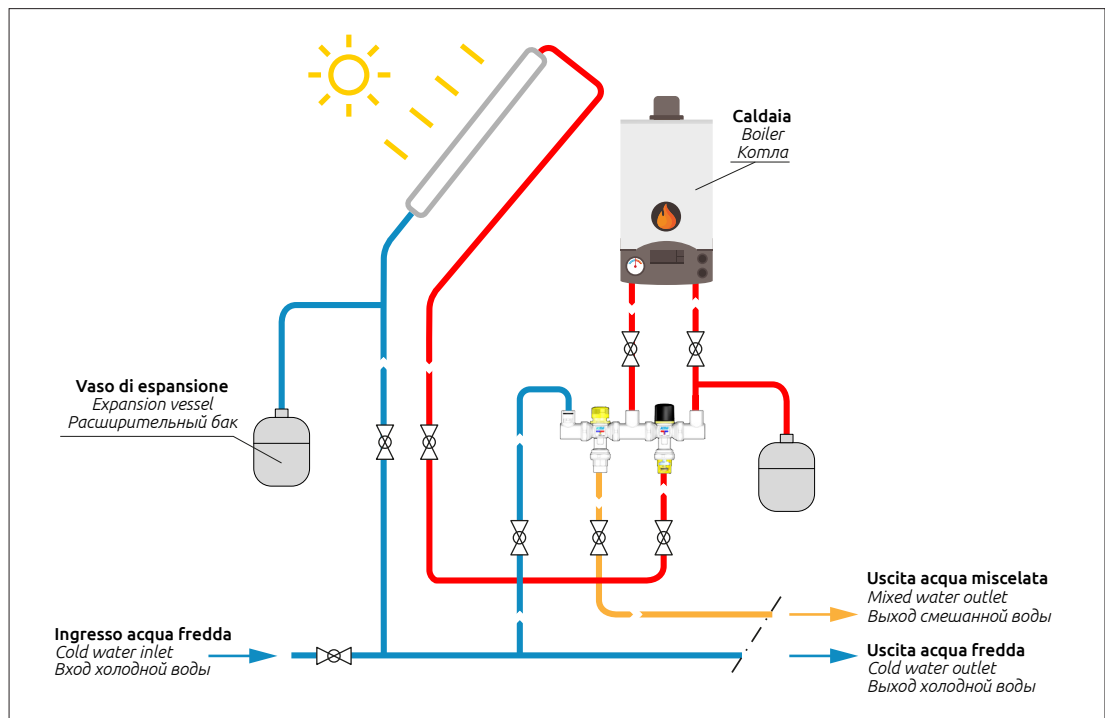 Caldaia
Boiler
Котла
Vaso di espansione
Expansion vessel
Расширительный бак
Uscita acqua miscelata
Mixed water outlet
Выход смешанной воды
Ingresso acqua fredda
Cold water inlet
Вход холодной воды
Uscita acqua fredda
Cold water outlet
Выход холодной воды